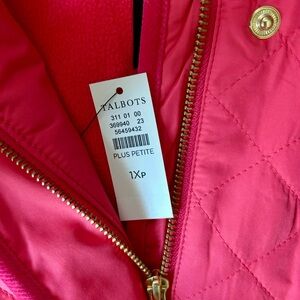 TALBOTS
311 01 00
369940 23
56459432
PLUS PETITE
1XP